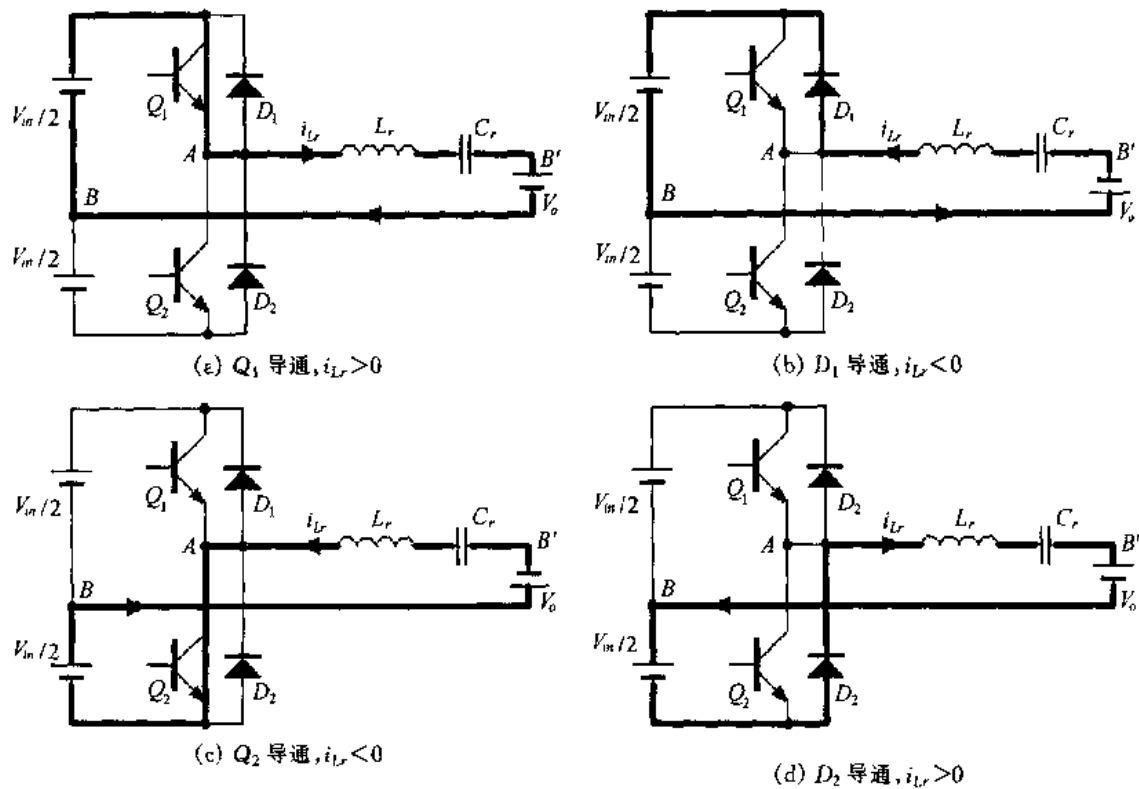 V_in/2
Q_1
D_1
A
i_Lr
L_r
C_r
B'
V_o
B
V_in/2
Q_2
D_2
(a) Q_1 导通,i_Lr>0
V_in/2
Q_1
D_1
A
i_Lr
L_r
C_r
B'
V_o
B
V_in/2
Q_2
D_2
(b) D_1 导通,i_Lr<0
V_in/2
Q_1
D_1
A
i_Lr
L_r
C_r
B'
V_o
B
V_in/2
Q_2
D_2
(c) Q_2 导通,i_Lr<0
V_in/2
Q_1
D_2
A
i_Lr
L_r
C_r
B'
V_o
B
V_in/2
Q_2
D_2
(d) D_2 导通,i_Lr>0